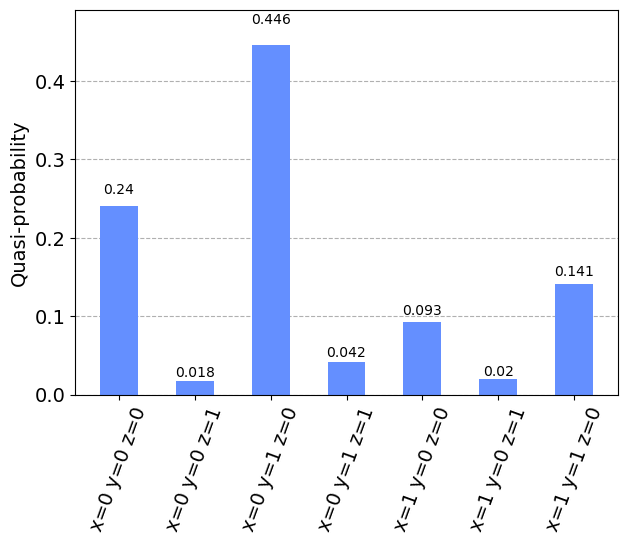 0.446
0.24
0.141
0.093
0.042
0.018
0.02
Quasi-probability
0.4
0.3
0.2
0.1
0.0
x=0 y=0 z=0
x=0 y=0 z=1
x=0 y=1 z=0
x=0 y=1 z=1
x=1 y=0 z=0
x=1 y=0 z=1
x=1 y=1 z=0